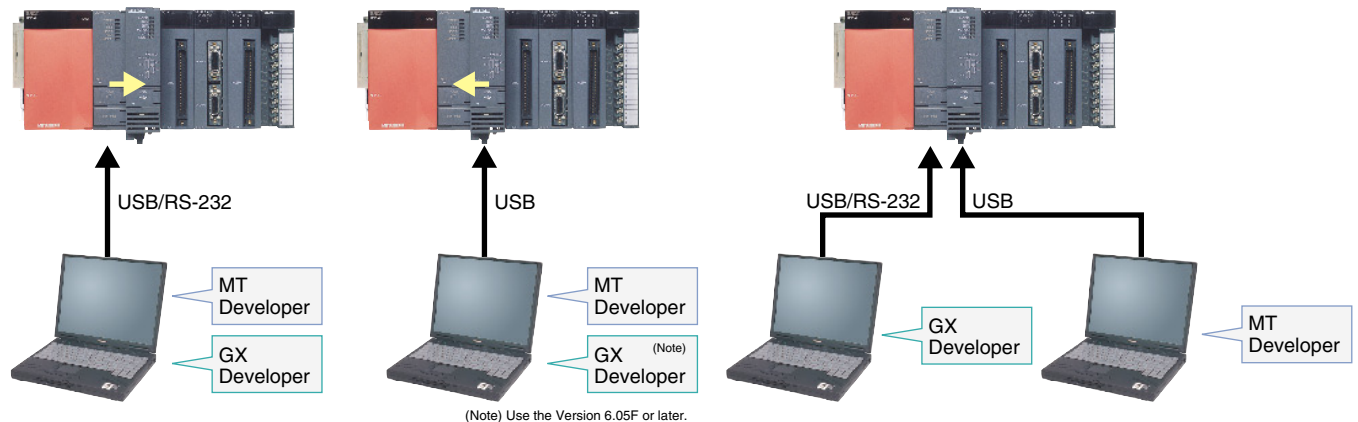 USB/RS-232
MT
Developer
GX
Developer
USB
MT
Developer
GX (Note)
Developer
(Note) Use the Version 6.05F or later.
USB/RS-232
USB
GX
Developer
MT
Developer